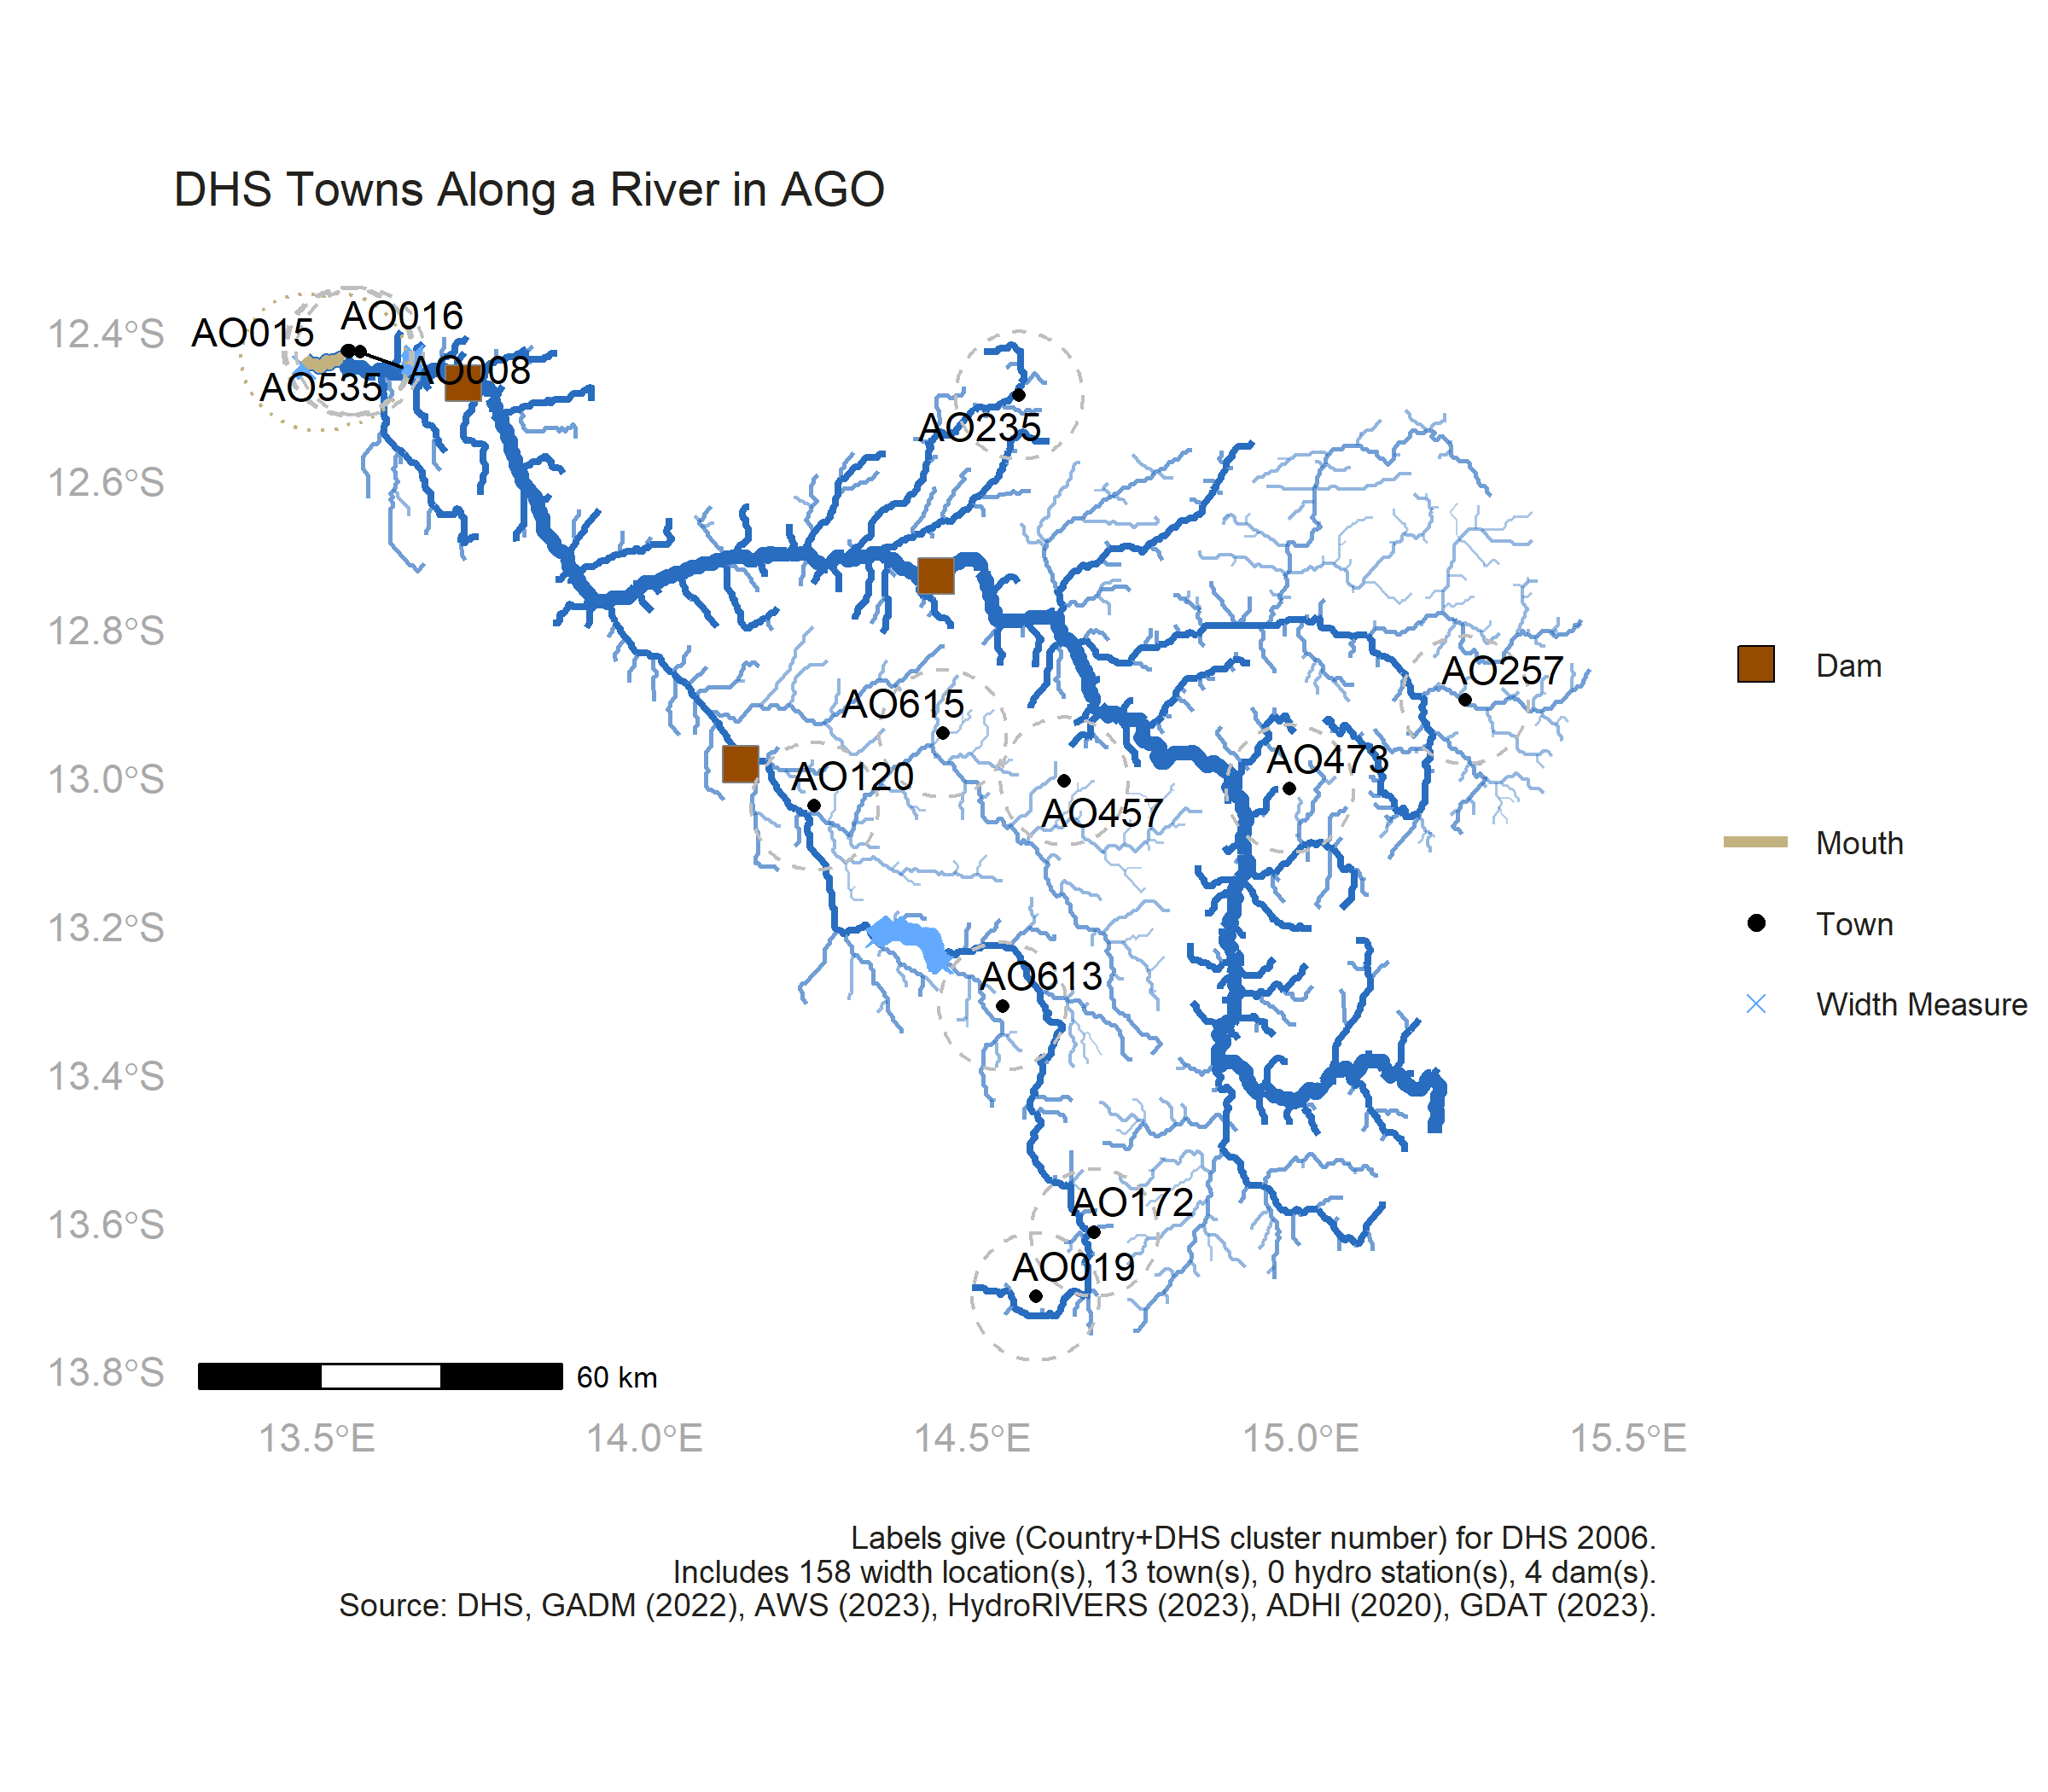 DHS Towns Along a River in AGO
12.4°S
12.6°S
12.8°S
13.0°S
13.2°S
13.4°S
13.6°S
13.8°S
AO016
AO015
AO008
AO535
AO235
AO257
AO615
AO473
AO120
AO457
AO613
AO172
AO019
60 km
13.5°E
14.0°E
14.5°E
15.0°E
15.5°E
Dam
Mouth
Town
Width Measure
Labels give (Country+DHS cluster number) for DHS 2006.
Includes 158 width location(s), 13 town(s), 0 hydro station(s), 4 dam(s).
Source: DHS, GADM (2022), AWS (2023), HydroRIVERS (2023), ADHI (2020), GDAT (2023).